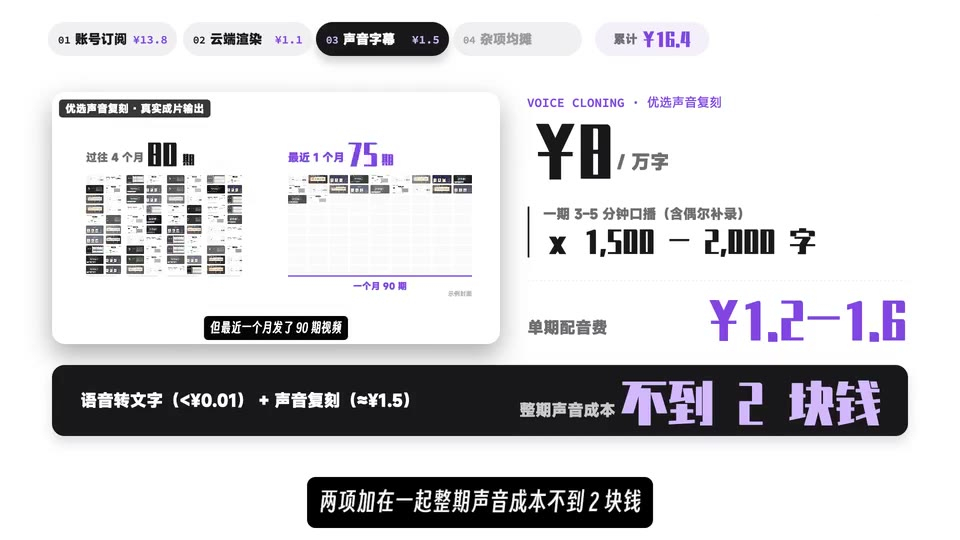 01 账号订阅 ¥13.8
02 云端渲染 ¥1.1
03 声音字幕 ¥1.5
04 杂项均摊
累计 ¥16.4
优选声音复刻 · 真实成片输出
过往 4 个月 80 期
最近 1 个月 75 期
一个月 90 期
示例封面
但最近一个月发了 90 期视频
VOICE CLONING · 优选声音复刻
¥8 / 万字
一期 3–5 分钟口播（含偶尔补录）
x 1,500 — 2,000 字
单期配音费 ¥1.2—1.6
语音转文字（<¥0.01） + 声音复刻（≈¥1.5）
整期声音成本 不到 2 块钱
两项加在一起整期声音成本不到 2 块钱